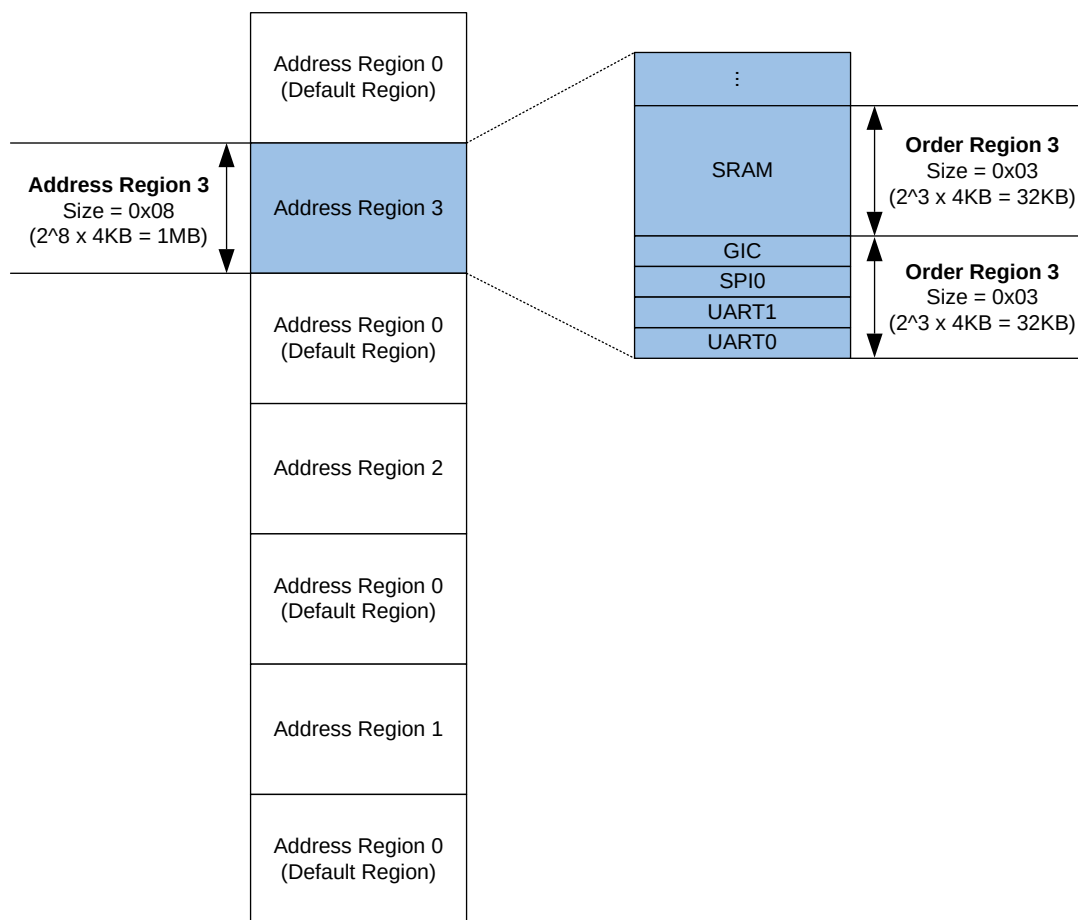 Address Region 0
(Default Region)
Address Region 3
Size = 0x08
(2^8 x 4KB = 1MB)
Address Region 3
Address Region 0
(Default Region)
Address Region 2
Address Region 0
(Default Region)
Address Region 1
Address Region 0
(Default Region)
⋮
SRAM
Order Region 3
Size = 0x03
(2^3 x 4KB = 32KB)
GIC
SPI0
UART1
UART0
Order Region 3
Size = 0x03
(2^3 x 4KB = 32KB)